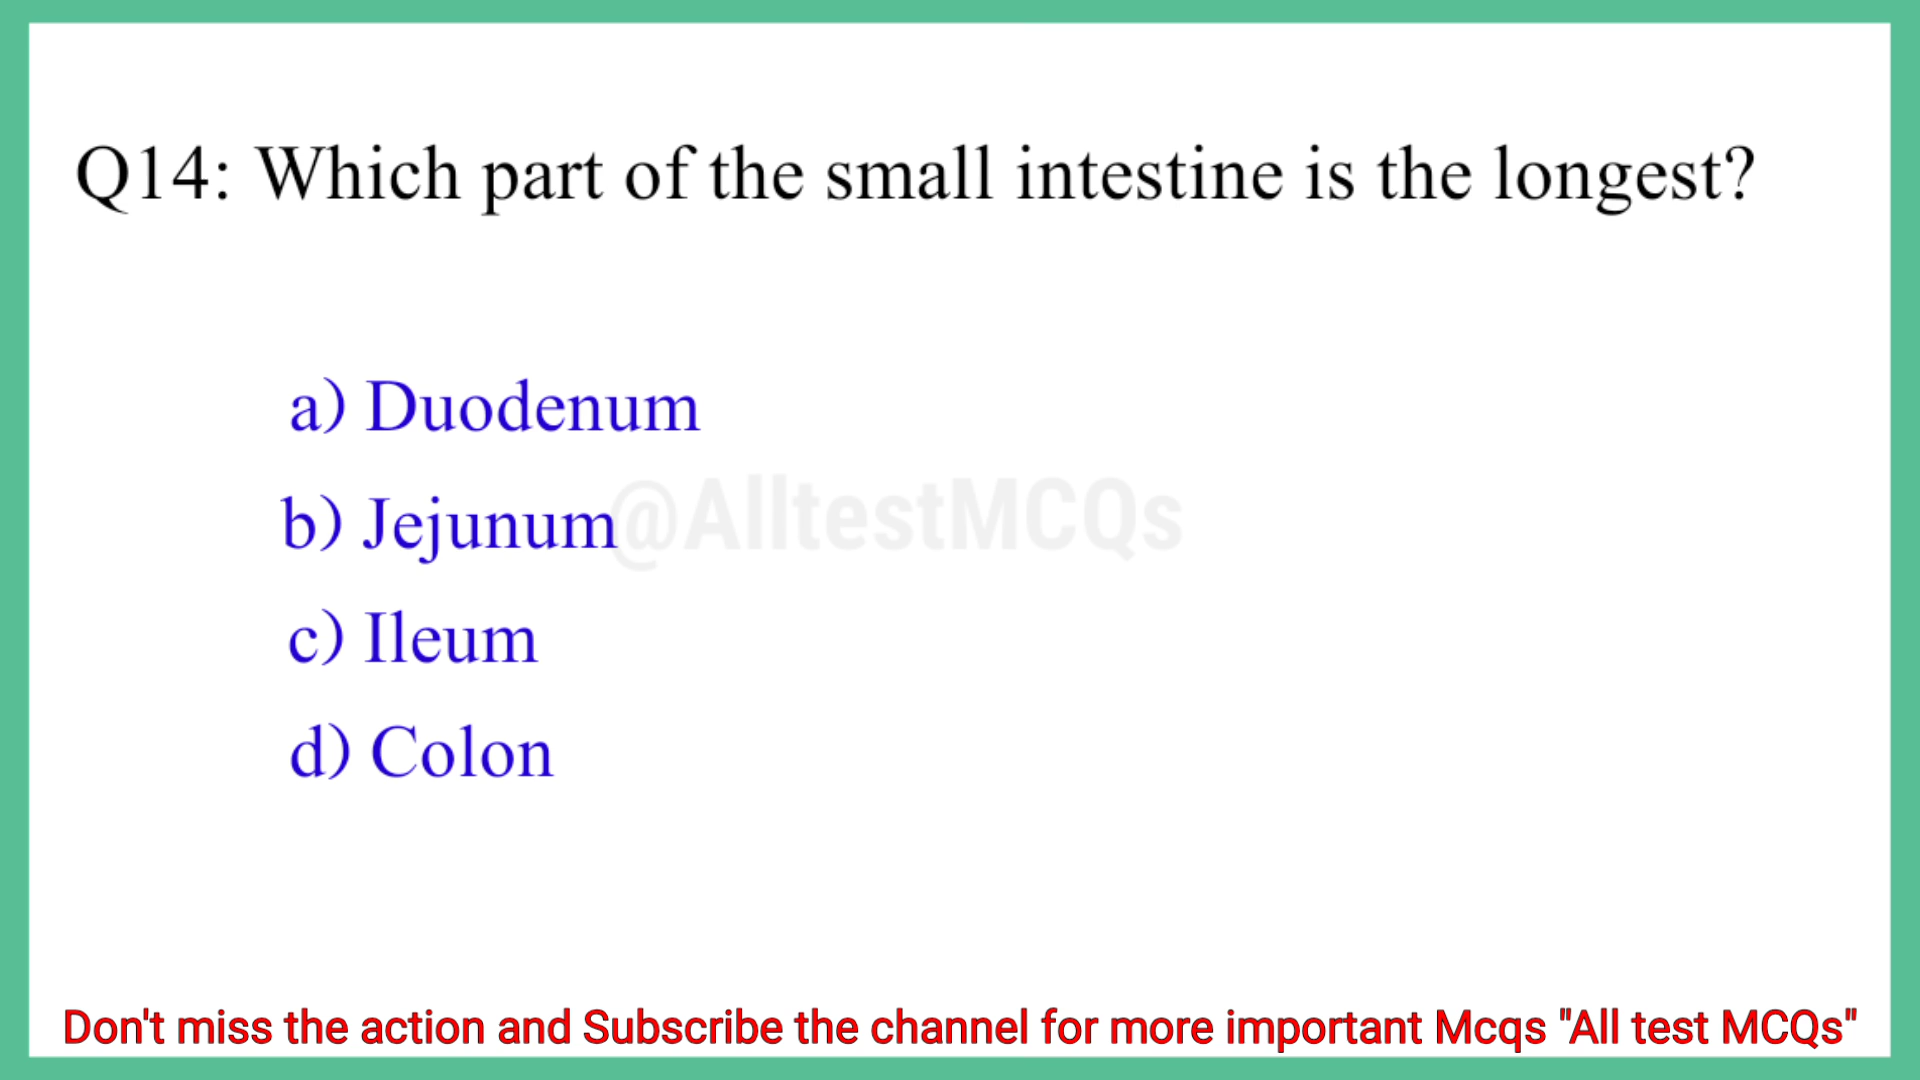 Q14: Which part of the small intestine is the longest?
a) Duodenum
b) Jejunum
@AlltestMCQs
c) Ileum
d) Colon
Don't miss the action and Subscribe the channel for more important Mcqs "All test MCQs"